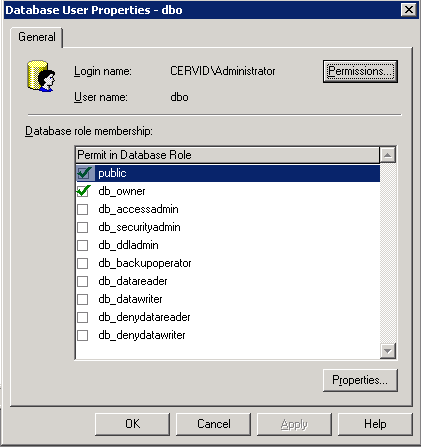 Database User Properties - dbo
General
Login name: CERVID\Administrator Permissions...
User name: dbo
Database role membership:
Permit in Database Role
public
db_owner
db_accessadmin
db_securityadmin
db_ddladmin
db_backupoperator
db_datareader
db_datawriter
db_denydatareader
db_denydatawriter
Properties...
OK Cancel Apply Help